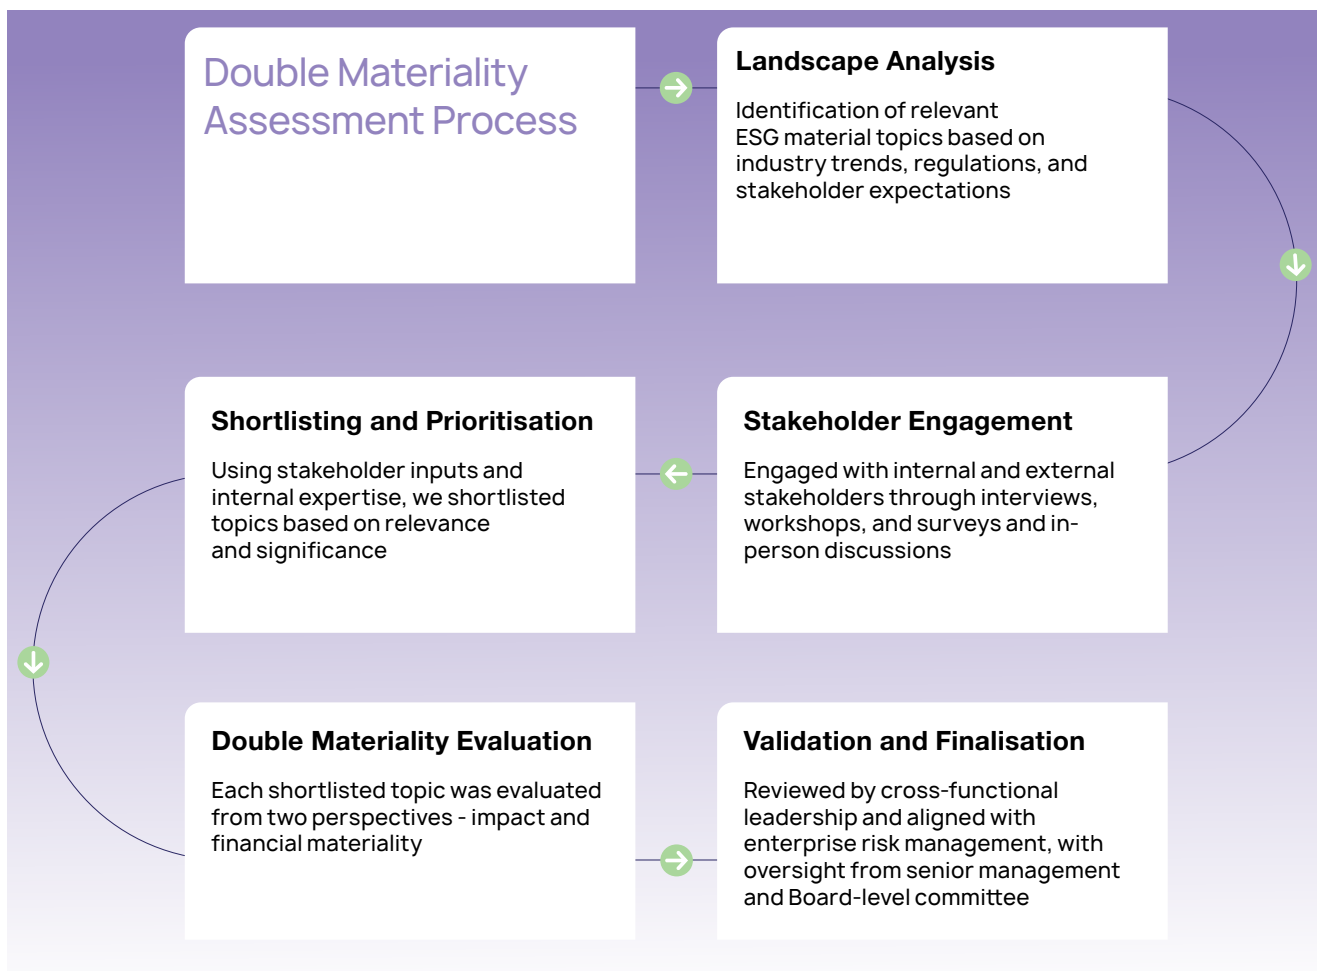 Double Materiality
Assessment Process
Landscape Analysis
Identification of relevant
ESG material topics based on
industry trends, regulations, and
stakeholder expectations
Stakeholder Engagement
Engaged with internal and external
stakeholders through interviews,
workshops, and surveys and in-
person discussions
Shortlisting and Prioritisation
Using stakeholder inputs and
internal expertise, we shortlisted
topics based on relevance
and significance
Double Materiality Evaluation
Each shortlisted topic was evaluated
from two perspectives - impact and
financial materiality
Validation and Finalisation
Reviewed by cross-functional
leadership and aligned with
enterprise risk management, with
oversight from senior management
and Board-level committee